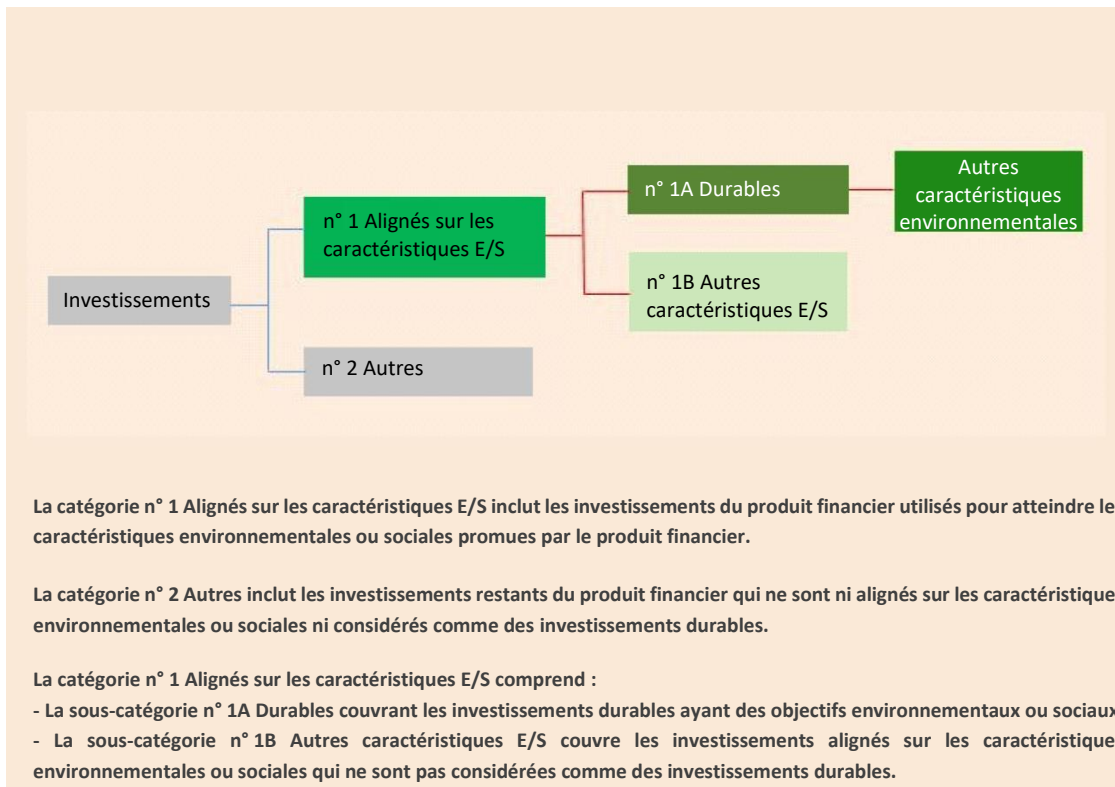 Autres
caractéristiques
environnementales
n° 1A Durables
n° 1 Alignés sur les
caractéristiques E/S
n° 1B Autres
caractéristiques E/S
Investissements
n° 2 Autres
La catégorie n° 1 Alignés sur les caractéristiques E/S inclut les investissements du produit financier utilisés pour atteindre le
caractéristiques environnementales ou sociales promues par le produit financier.
La catégorie n° 2 Autres inclut les investissements restants du produit financier qui ne sont ni alignés sur les caractéristique
environnementales ou sociales ni considérés comme des investissements durables.
La catégorie n° 1 Alignés sur les caractéristiques E/S comprend :
- La sous-catégorie n° 1A Durables couvrant les investissements durables ayant des objectifs environnementaux ou sociaux
- La sous-catégorie n° 1B Autres caractéristiques E/S couvre les investissements alignés sur les caractéristique
environnementales ou sociales qui ne sont pas considérées comme des investissements durables.